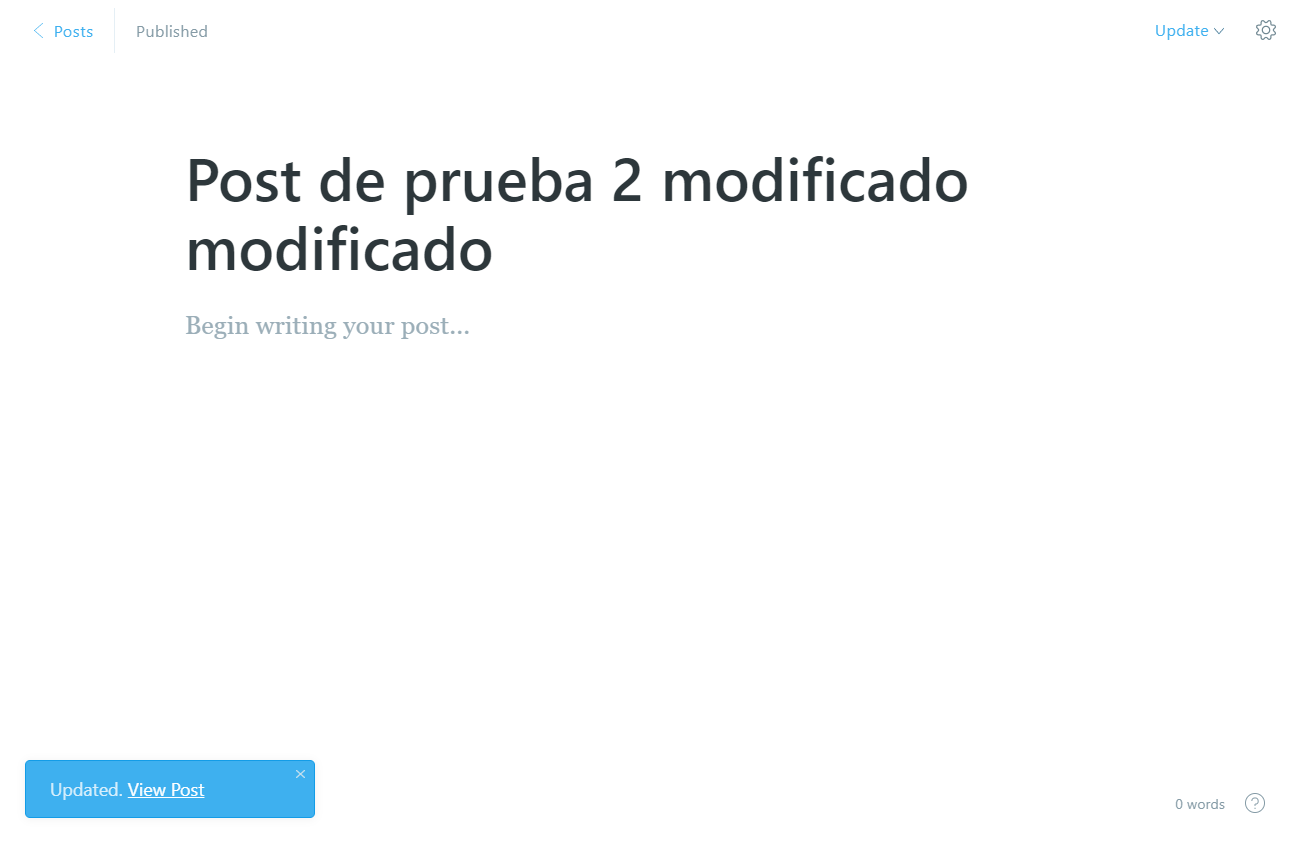 Posts
Published
Update
Post de prueba 2 modificado
modificado
Begin writing your post...
Updated. View Post
0 words